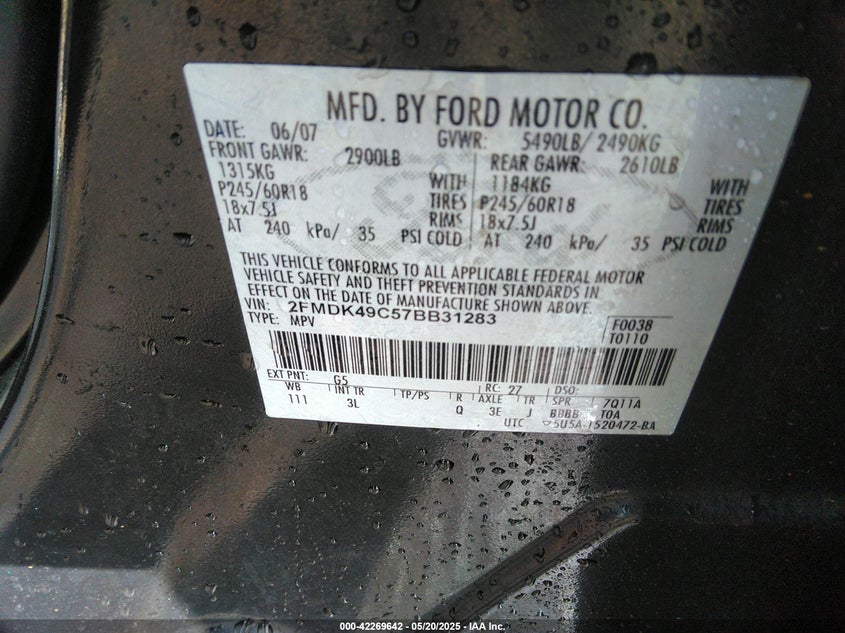 MFD. BY FORD MOTOR CO.
DATE: 06/07 GVWR: 5490LB/ 2490KG
FRONT GAWR: 2900LB REAR GAWR: 2610LB
1315KG WITH 1184KG WITH
P245/60R18 TIRES P245/60R18 TIRES
18x7.5J RIMS 18x7.5J RIMS
AT 240 kPa/ 35 PSI COLD AT 240 kPa/ 35 PSI COLD
THIS VEHICLE CONFORMS TO ALL APPLICABLE FEDERAL MOTOR
VEHICLE SAFETY AND THEFT PREVENTION STANDARDS IN
EFFECT ON THE DATE OF MANUFACTURE SHOWN ABOVE.
VIN: 2FMDK49C57BB31283
TYPE: MPV F0038
T0110
EXT PNT: G5 RC: 27 DSO:
WB INT TR TP/PS R AXLE TR SPR 7Q11A
111 3L Q 3E J BBBB T0A
UTC 5U5A-1520472-BA
000-42269642 - 05/20/2025 - IAA Inc.